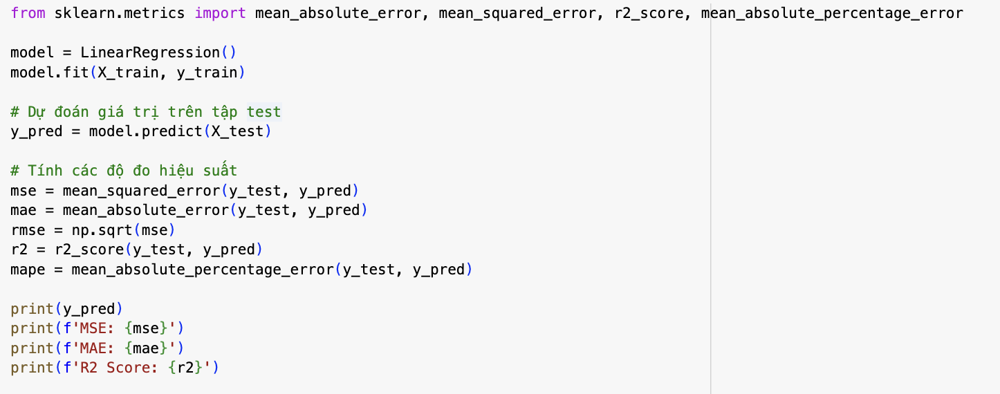 from sklearn.metrics import mean_absolute_error, mean_squared_error, r2_score, mean_absolute_percentage_error
model = LinearRegression()
model.fit(X_train, y_train)
# Dự đoán giá trị trên tập test
y_pred = model.predict(X_test)
# Tính các độ đo hiệu suất
mse = mean_squared_error(y_test, y_pred)
mae = mean_absolute_error(y_test, y_pred)
rmse = np.sqrt(mse)
r2 = r2_score(y_test, y_pred)
mape = mean_absolute_percentage_error(y_test, y_pred)
print(y_pred)
print(f'MSE: {mse}')
print(f'MAE: {mae}')
print(f'R2 Score: {r2}')